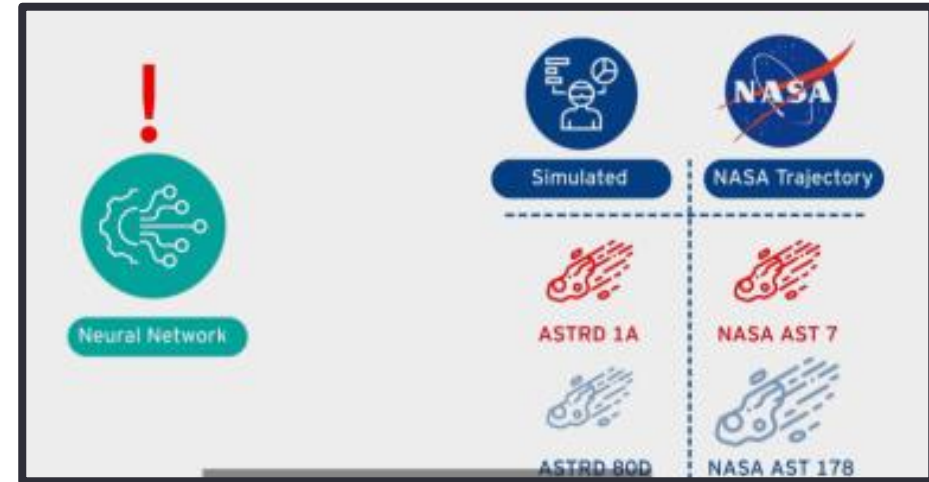 !
NASA
Simulated
NASA Trajectory
Neural Network
ASTRD 1A
NASA AST 7
ASTRD 80D
NASA AST 178